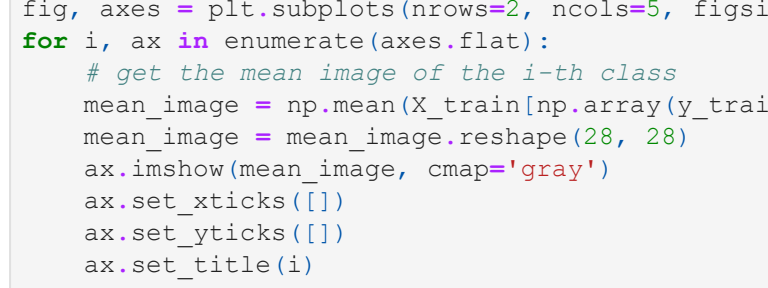 fig, axes = plt.subplots(nrows=2, ncols=5, figsi
for i, ax in enumerate(axes.flat):
    # get the mean image of the i-th class
    mean_image = np.mean(X_train[np.array(y_trai
    mean_image = mean_image.reshape(28, 28)
    ax.imshow(mean_image, cmap='gray')
    ax.set_xticks([])
    ax.set_yticks([])
    ax.set_title(i)